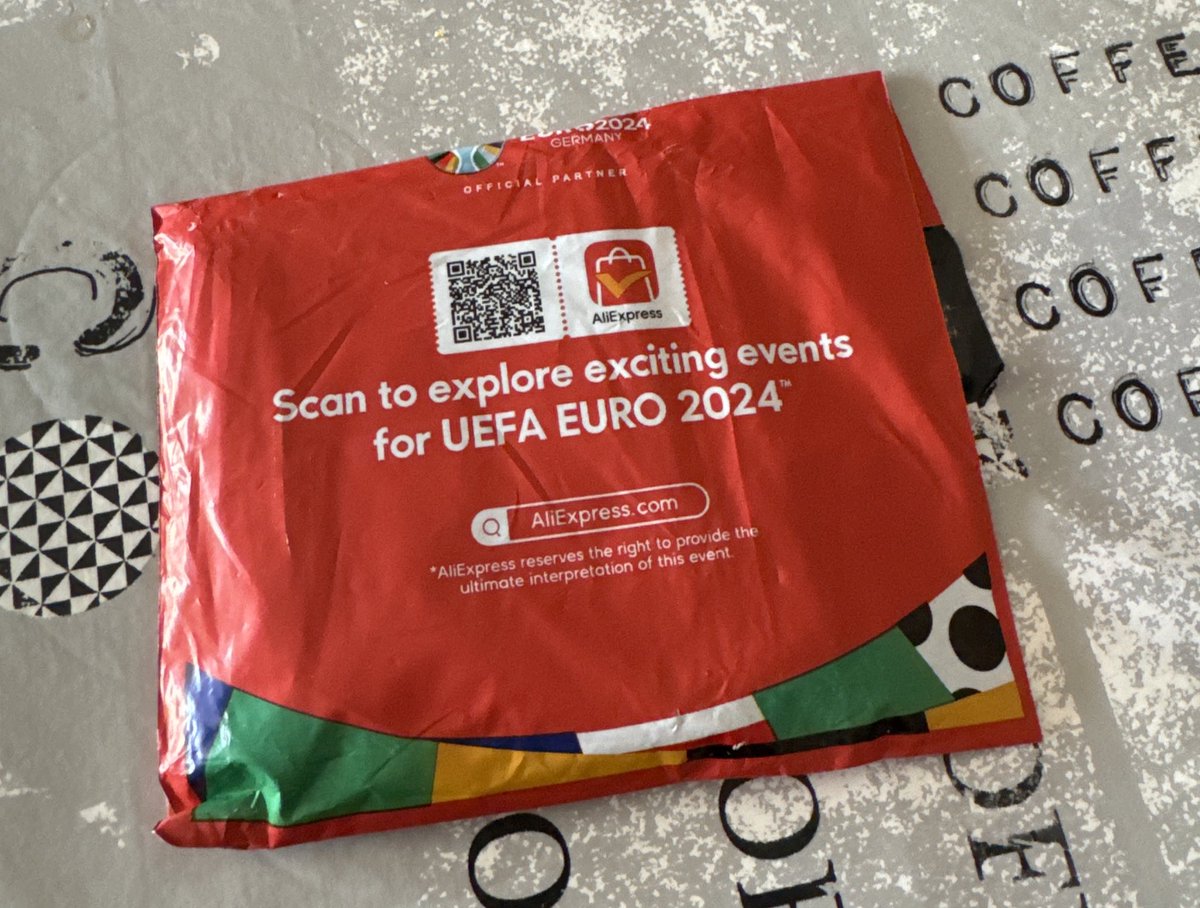 EURO2024
GERMANY
OFFICIAL PARTNER
AliExpress
Scan to explore exciting events
for UEFA EURO 2024™
AliExpress.com
*AliExpress reserves the right to provide the
ultimate interpretation of this event.
COFFE
COFF
COFF
COF